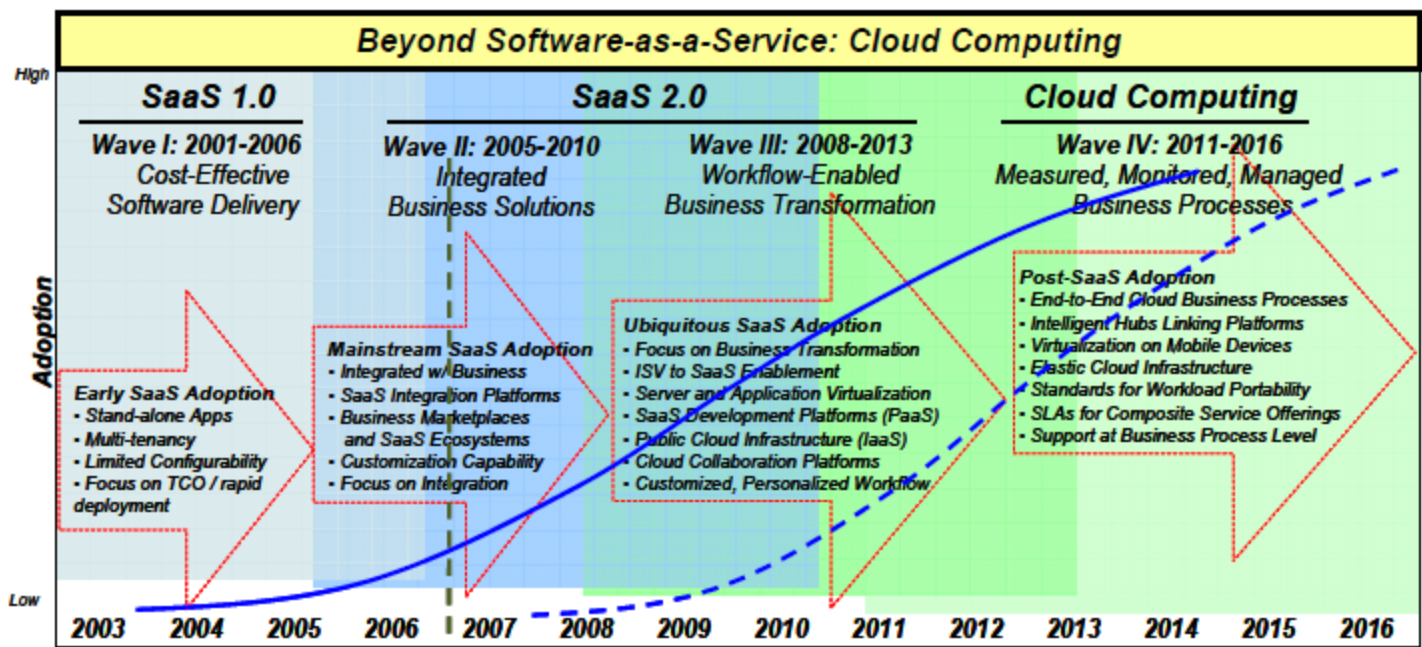 Beyond Software-as-a-Service: Cloud Computing
High
SaaS 1.0
Wave I: 2001-2006
Cost-Effective
Software Delivery
SaaS 2.0
Wave II: 2005-2010
Integrated
Business Solutions
Wave III: 2008-2013
Workflow-Enabled
Business Transformation
Cloud Computing
Wave IV: 2011-2016
Measured, Monitored, Managed
Business Processes
Adoption
Early SaaS Adoption
▪ Stand-alone Apps
▪ Multi-tenancy
▪ Limited Configurability
▪ Focus on TCO / rapid
deployment
Mainstream SaaS Adoption
▪ Integrated w/ Business
▪ SaaS Integration Platforms
▪ Business Marketplaces
and SaaS Ecosystems
▪ Customization Capability
▪ Focus on Integration
Ubiquitous SaaS Adoption
▪ Focus on Business Transformation
▪ ISV to SaaS Enablement
▪ Server and Application Virtualization
▪ SaaS Development Platforms (PaaS)
▪ Public Cloud Infrastructure (IaaS)
▪ Cloud Collaboration Platforms
▪ Customized, Personalized Workflow
Post-SaaS Adoption
▪ End-to-End Cloud Business Processes
▪ Intelligent Hubs Linking Platforms
▪ Virtualization on Mobile Devices
▪ Elastic Cloud Infrastructure
▪ Standards for Workload Portability
▪ SLAs for Composite Service Offerings
▪ Support at Business Process Level
Low
2003 2004 2005 2006 2007 2008 2009 2010 2011 2012 2013 2014 2015 2016